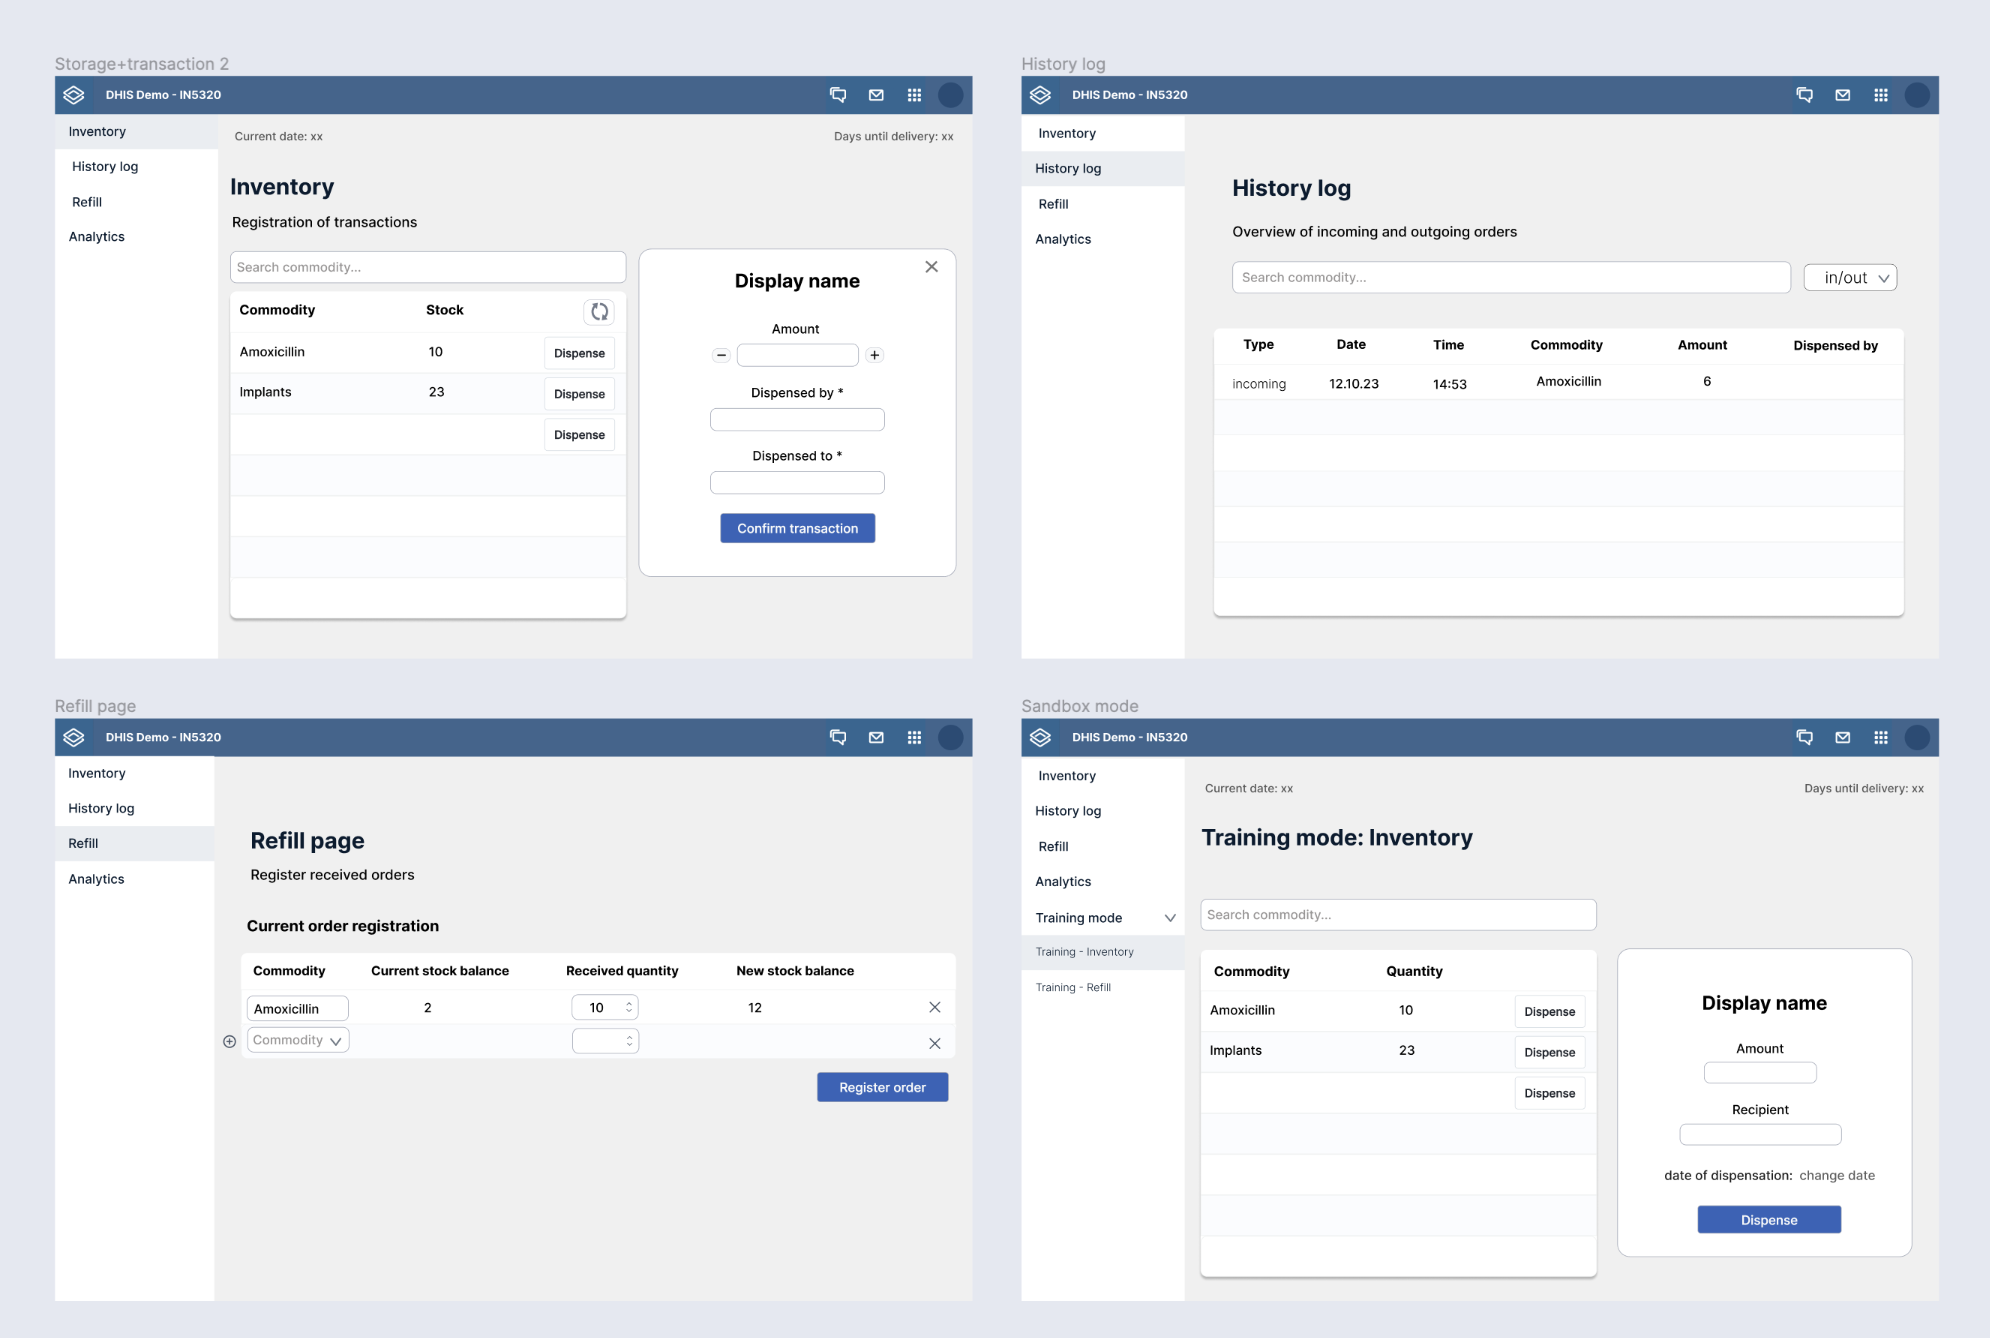 Storage+transaction 2
DHIS Demo - IN5320
Inventory
History log
Refill
Analytics
Current date: xx
Days until delivery: xx
Inventory
Registration of transactions
Search commodity...
Commodity Stock
Amoxicillin 10 Dispense
Implants 23 Dispense
Dispense
Display name
Amount
Dispensed by *
Dispensed to *
Confirm transaction
History log
DHIS Demo - IN5320
Inventory
History log
Refill
Analytics
History log
Overview of incoming and outgoing orders
Search commodity...
in/out
Type Date Time Commodity Amount Dispensed by
incoming 12.10.23 14:53 Amoxicillin 6
Refill page
DHIS Demo - IN5320
Inventory
History log
Refill
Analytics
Refill page
Register received orders
Current order registration
Commodity Current stock balance Received quantity New stock balance
Amoxicillin 2 10 12
Commodity
Register order
Sandbox mode
DHIS Demo - IN5320
Inventory
History log
Refill
Analytics
Training mode
Training - Inventory
Training - Refill
Current date: xx
Days until delivery: xx
Training mode: Inventory
Search commodity...
Commodity Quantity
Amoxicillin 10 Dispense
Implants 23 Dispense
Dispense
Display name
Amount
Recipient
date of dispensation: change date
Dispense